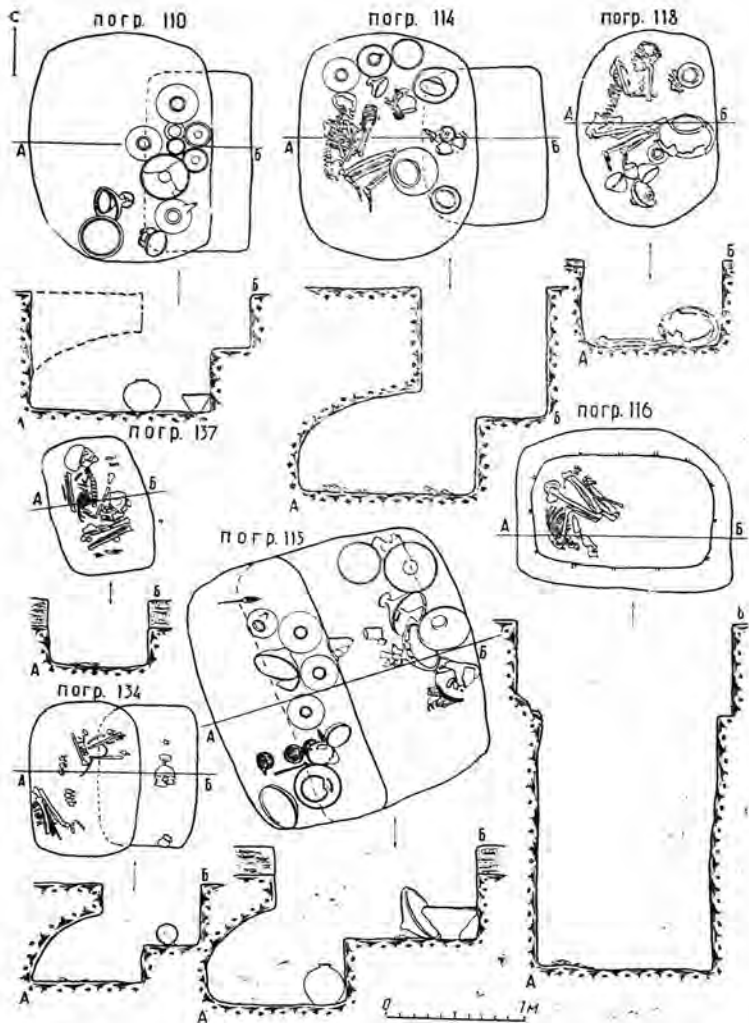 С
погр. 110
погр. 114
погр. 118
А Б
А Б
А Б
Б
А
Б
А
Б
А
погр. 137
А Б
Б
А
погр. 115
А Б
Б
А
погр. 116
А Б
Б
А
погр. 134
А Б
Б
А
0 1м